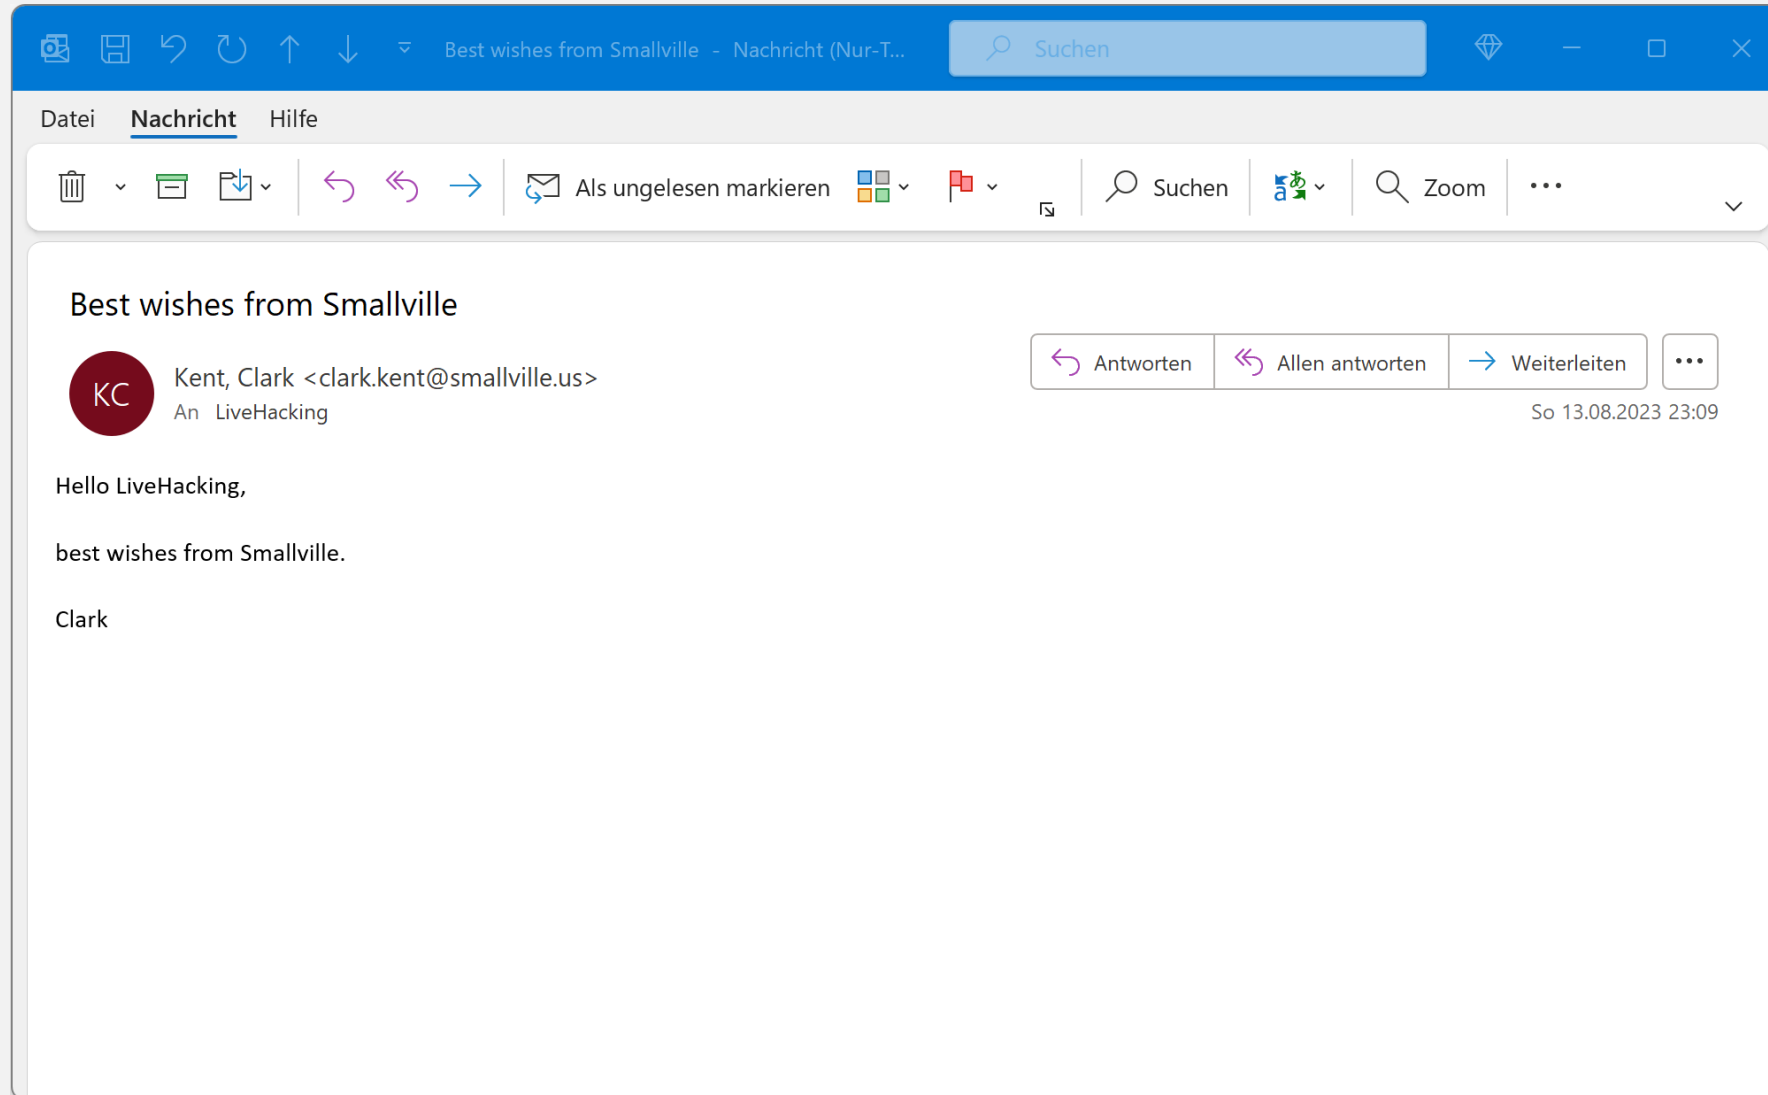 Best wishes from Smallville - Nachricht (Nur-T...
Suchen
Datei Nachricht Hilfe
Als ungelesen markieren Suchen Zoom
Best wishes from Smallville
KC
Kent, Clark <clark.kent@smallville.us>
An LiveHacking
Antworten Allen antworten Weiterleiten
So 13.08.2023 23:09
Hello LiveHacking,
best wishes from Smallville.
Clark